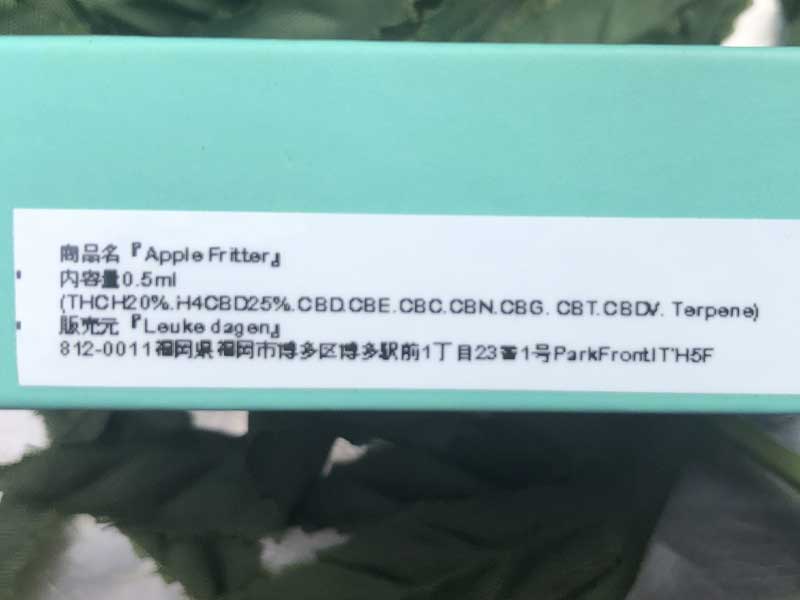 商品名『Apple Fritter』
内容量0.5ml
(THCH20%.H4CBD25%.CBD.CBE.CBC.CBN.CBG. CBT.CBDV. Terpene)
販売元『Leuke dagen』
812-0011福岡県福岡市博多区博多駅前1丁目23番1号ParkFrontIT'H5F